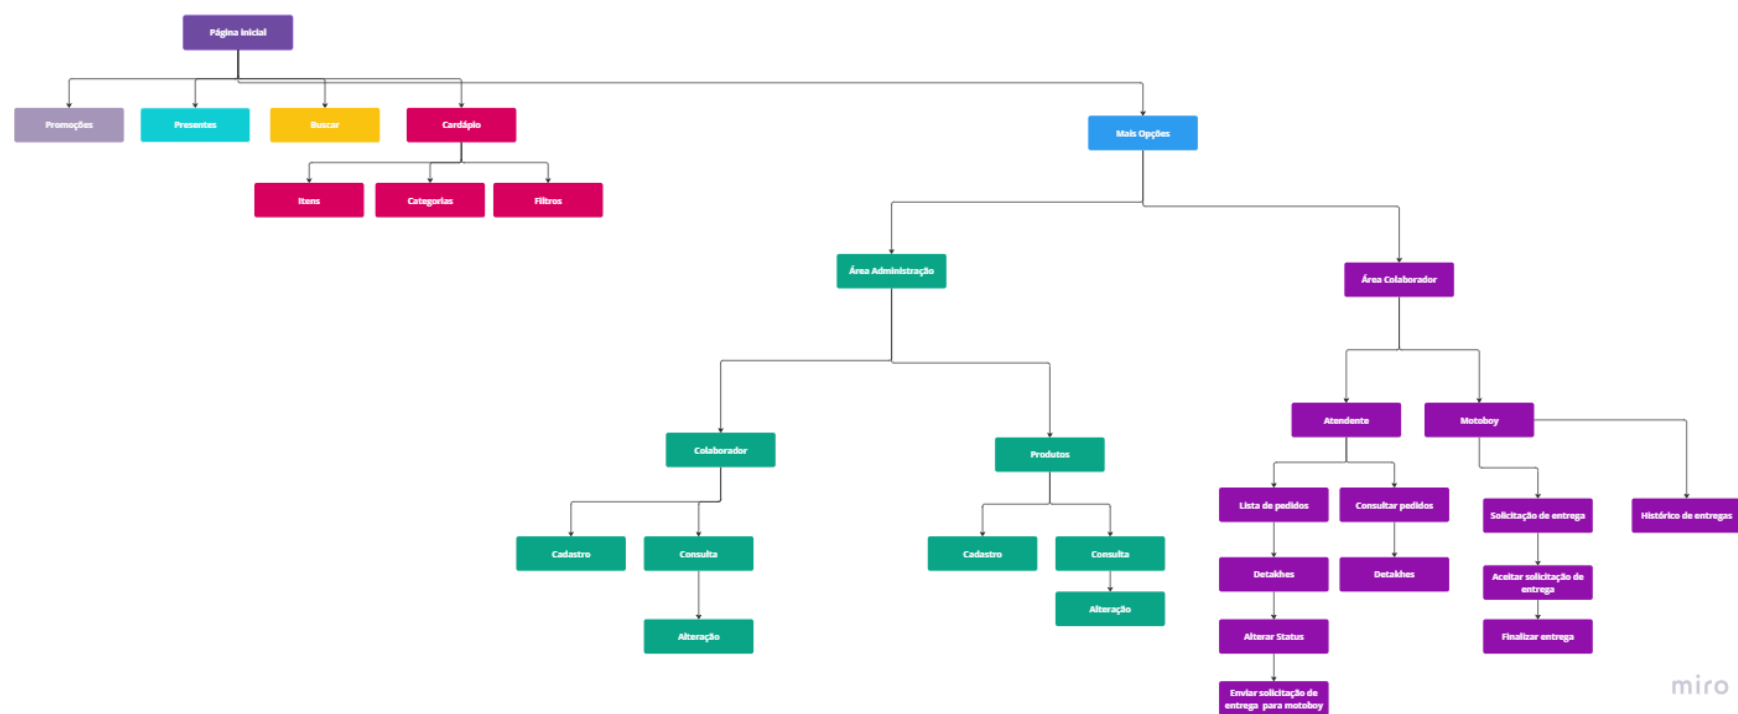 Página inicial
Promoções
Presentes
Buscar
Cardápio
Mais Opções
Itens
Categorias
Filtros
Área Administração
Área Colaborador
Colaborador
Produtos
Atendente
Motoboy
Cadastro
Consulta
Alteração
Cadastro
Consulta
Alteração
Lista de pedidos
Consultar pedidos
Solicitação de entrega
Histórico de entregas
Detakhes
Detakhes
Aceitar solicitação de
entrega
Alterar Status
Finalizar entrega
Enviar solicitação de
entrega para motoboy
miro